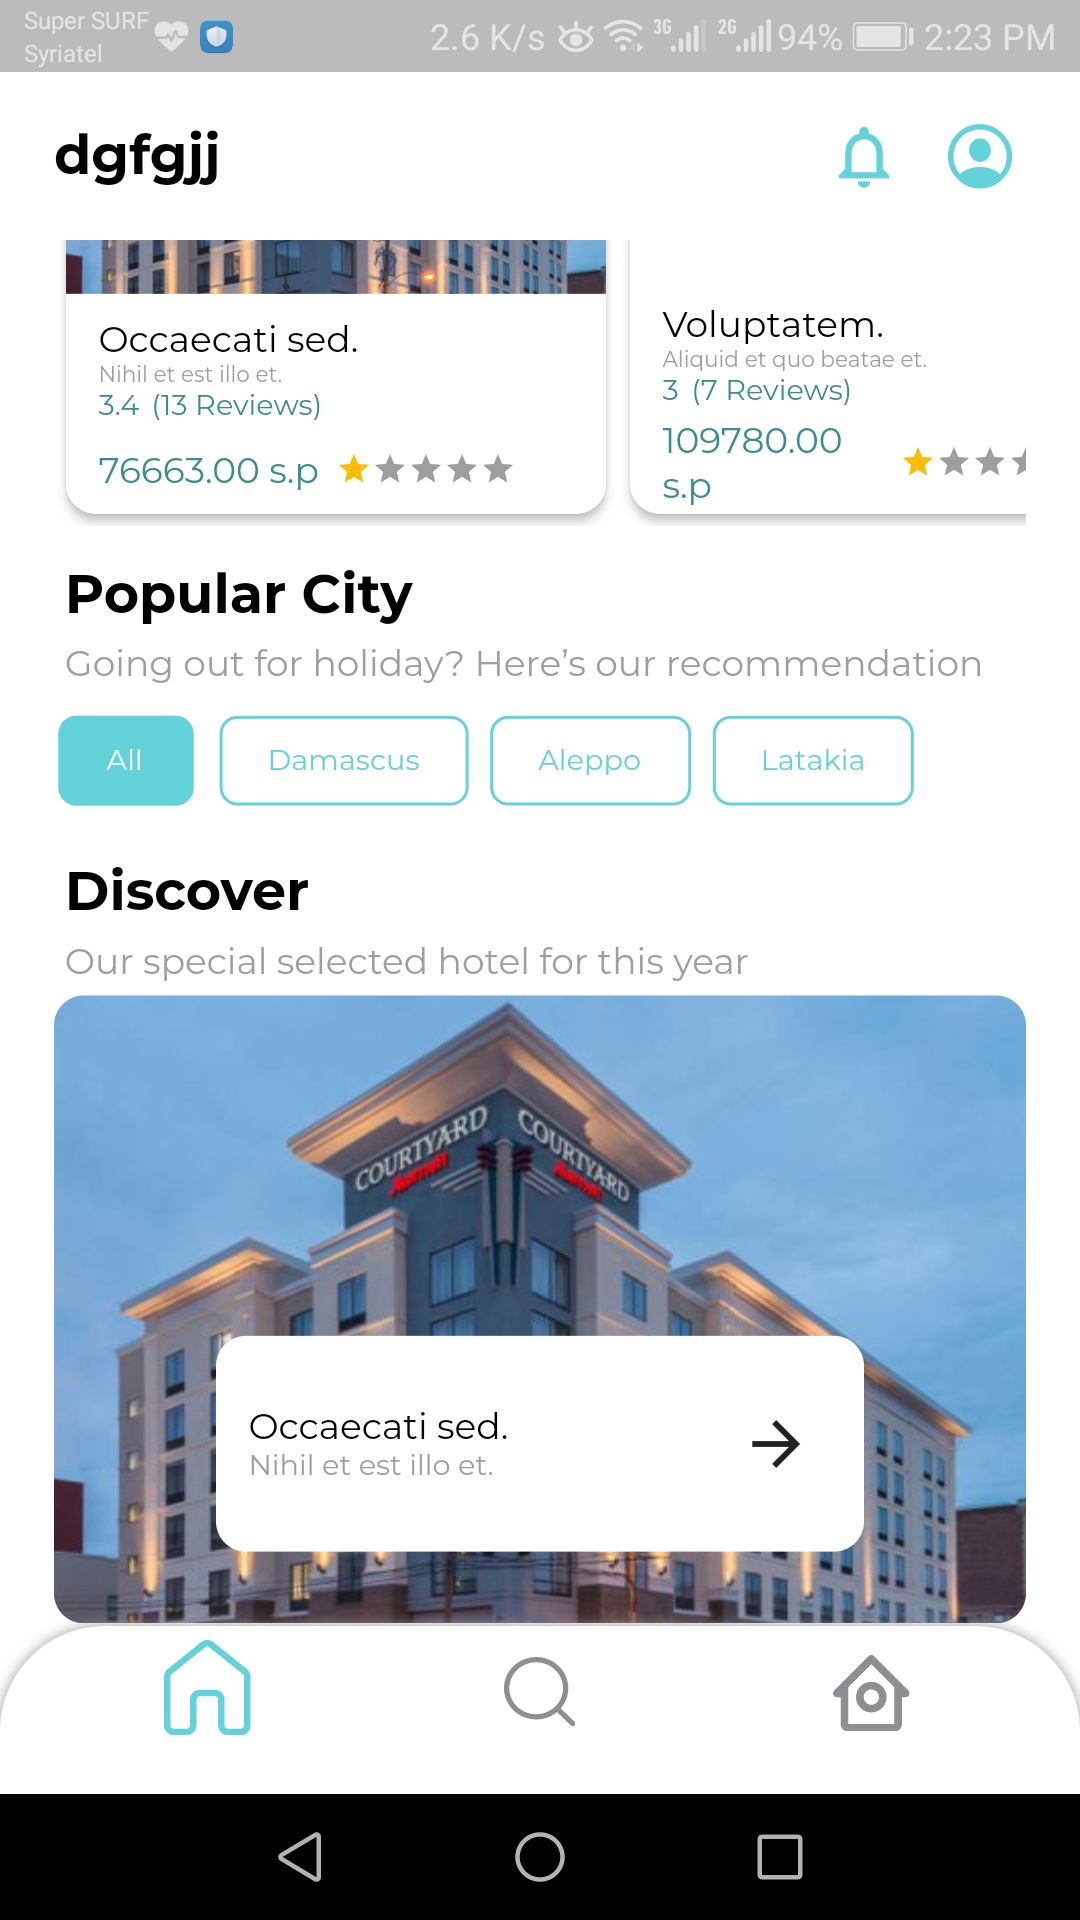 Super SURF
Syriatel
2.6 K/s 3G 2G 94% 2:23 PM
dgfgjj
Occaecati sed.
Nihil et est illo et.
3.4 (13 Reviews)
76663.00 s.p
Voluptatem.
Aliquid et quo beatae et.
3 (7 Reviews)
109780.00
s.p
Popular City
Going out for holiday? Here’s our recommendation
All Damascus Aleppo Latakia
Discover
Our special selected hotel for this year
COURTYARD COURTYARD
Marriott Marriott
Occaecati sed.
Nihil et est illo et.